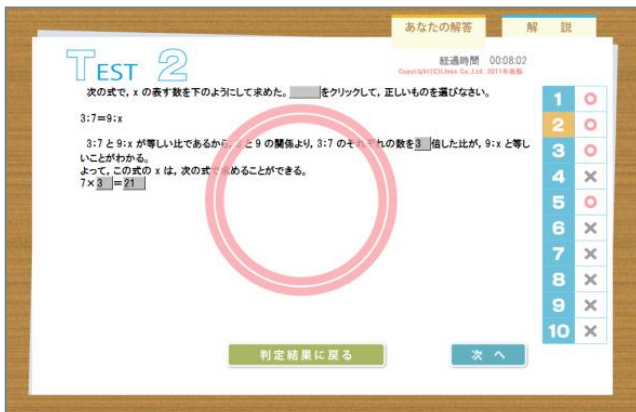 あなたの解答
解 説
TEST 2
経過時間 00:08:02
Copyright(C)Lines Co.,Ltd. 2011年度版
次の式で，x の表す数を下のようにして求めた。 をクリックして，正しいものを選びなさい。
3:7=9:x
3:7 と 9:x が等しい比であるから，3 と 9 の関係より，3:7 のそれぞれの数を 3 倍した比が，9:x と等し
いことがわかる。
よって，この式の x は，次の式で求めることができる。
7× 3 = 21
1 ○
2 ○
3 ○
4 ×
5 ○
6 ×
7 ×
8 ×
9 ×
10 ×
判定結果に戻る
次 へ